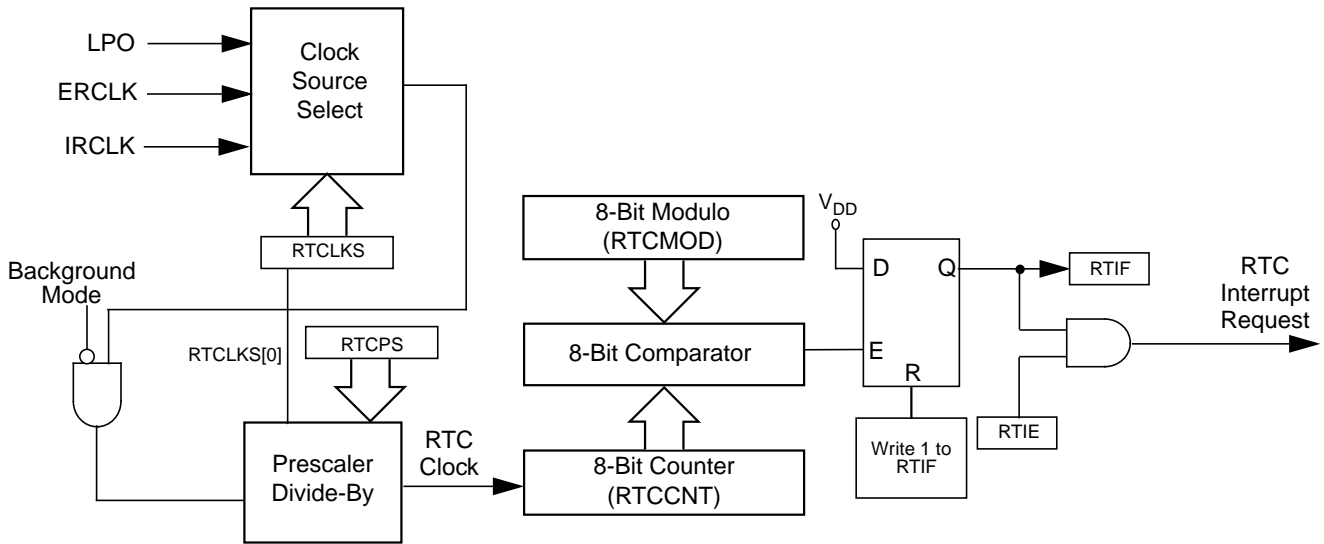 LPO
ERCLK
IRCLK
Clock
Source
Select
RTCLKS
Background
Mode
RTCLKS[0]
RTCPS
Prescaler
Divide-By
RTC
Clock
8-Bit Modulo
(RTCMOD)
8-Bit Comparator
8-Bit Counter
(RTCCNT)
VDD
D
Q
E
R
Write 1 to
RTIF
RTIF
RTIE
RTC
Interrupt
Request